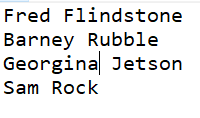 Fred Flindstone
Barney Rubble
Georgina Jetson
Sam Rock